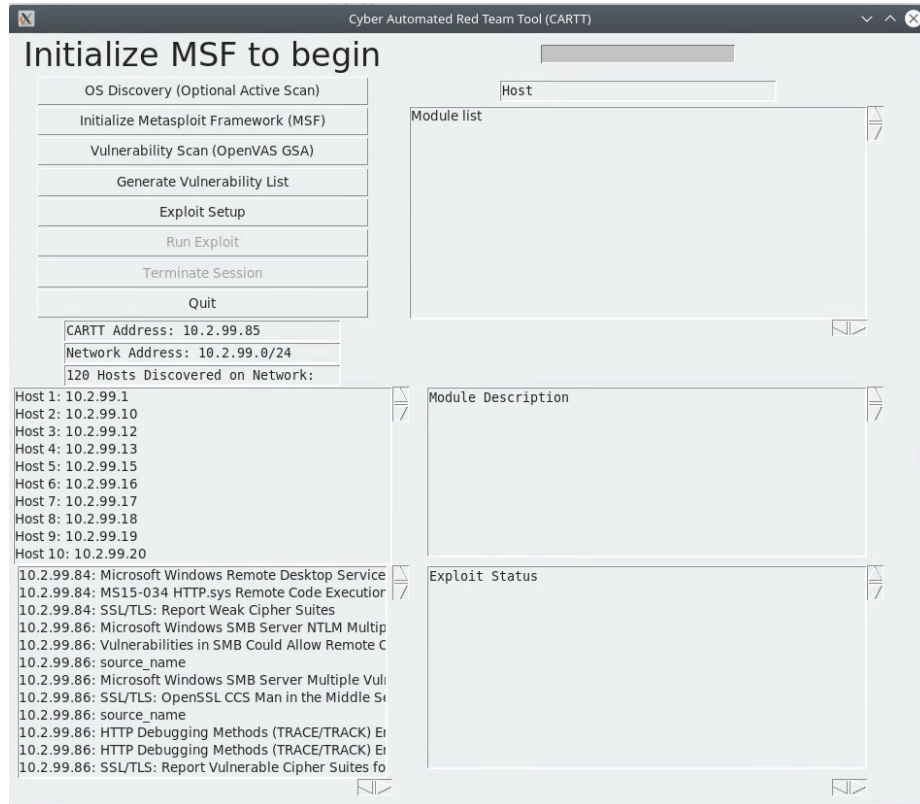 Cyber Automated Red Team Tool (CARTT)
Initialize MSF to begin
OS Discovery (Optional Active Scan)
Initialize Metasploit Framework (MSF)
Vulnerability Scan (OpenVAS GSA)
Generate Vulnerability List
Exploit Setup
Run Exploit
Terminate Session
Quit
CARTT Address: 10.2.99.85
Network Address: 10.2.99.0/24
120 Hosts Discovered on Network:
Host 1: 10.2.99.1
Host 2: 10.2.99.10
Host 3: 10.2.99.12
Host 4: 10.2.99.13
Host 5: 10.2.99.15
Host 6: 10.2.99.16
Host 7: 10.2.99.17
Host 8: 10.2.99.18
Host 9: 10.2.99.19
Host 10: 10.2.99.20
10.2.99.84: Microsoft Windows Remote Desktop Service
10.2.99.84: MS15-034 HTTP.sys Remote Code Execution
10.2.99.84: SSL/TLS: Report Weak Cipher Suites
10.2.99.86: Microsoft Windows SMB Server NTLM Multip
10.2.99.86: Vulnerabilities in SMB Could Allow Remote C
10.2.99.86: source_name
10.2.99.86: Microsoft Windows SMB Server Multiple Vul
10.2.99.86: SSL/TLS: OpenSSL CCS Man in the Middle Se
10.2.99.86: source_name
10.2.99.86: HTTP Debugging Methods (TRACE/TRACK) Er
10.2.99.86: HTTP Debugging Methods (TRACE/TRACK) Er
10.2.99.86: SSL/TLS: Report Vulnerable Cipher Suites fo
Host
Module list
Module Description
Exploit Status